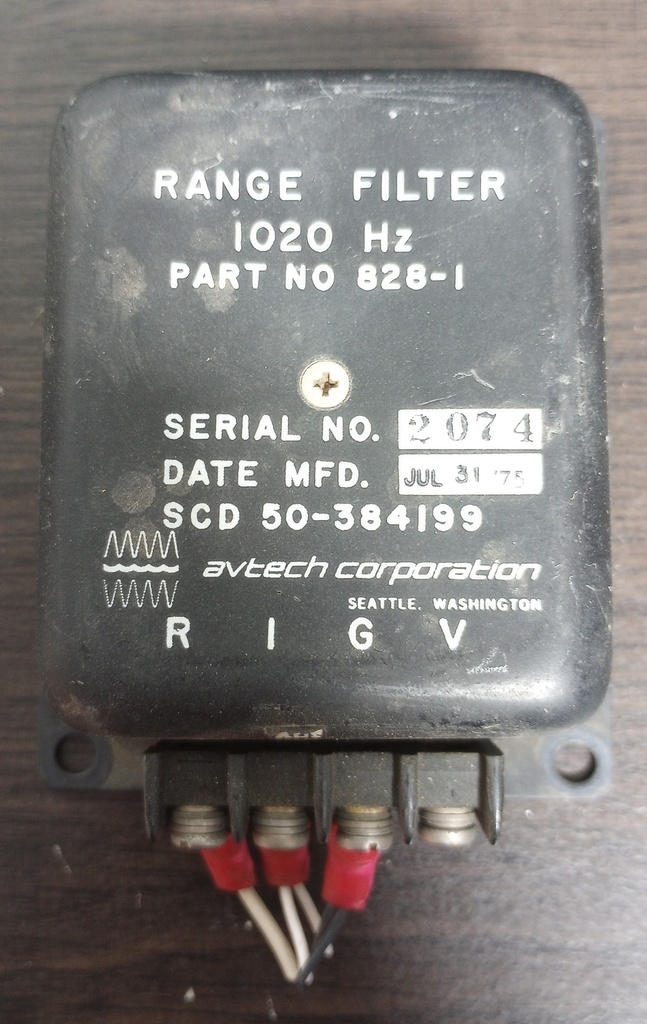 RANGE FILTER
1020 Hz
PART NO 828-1
SERIAL NO. 2074
DATE MFD. JUL 31 '75
SCD 50-384199
avtech corporation
SEATTLE, WASHINGTON
R I G V